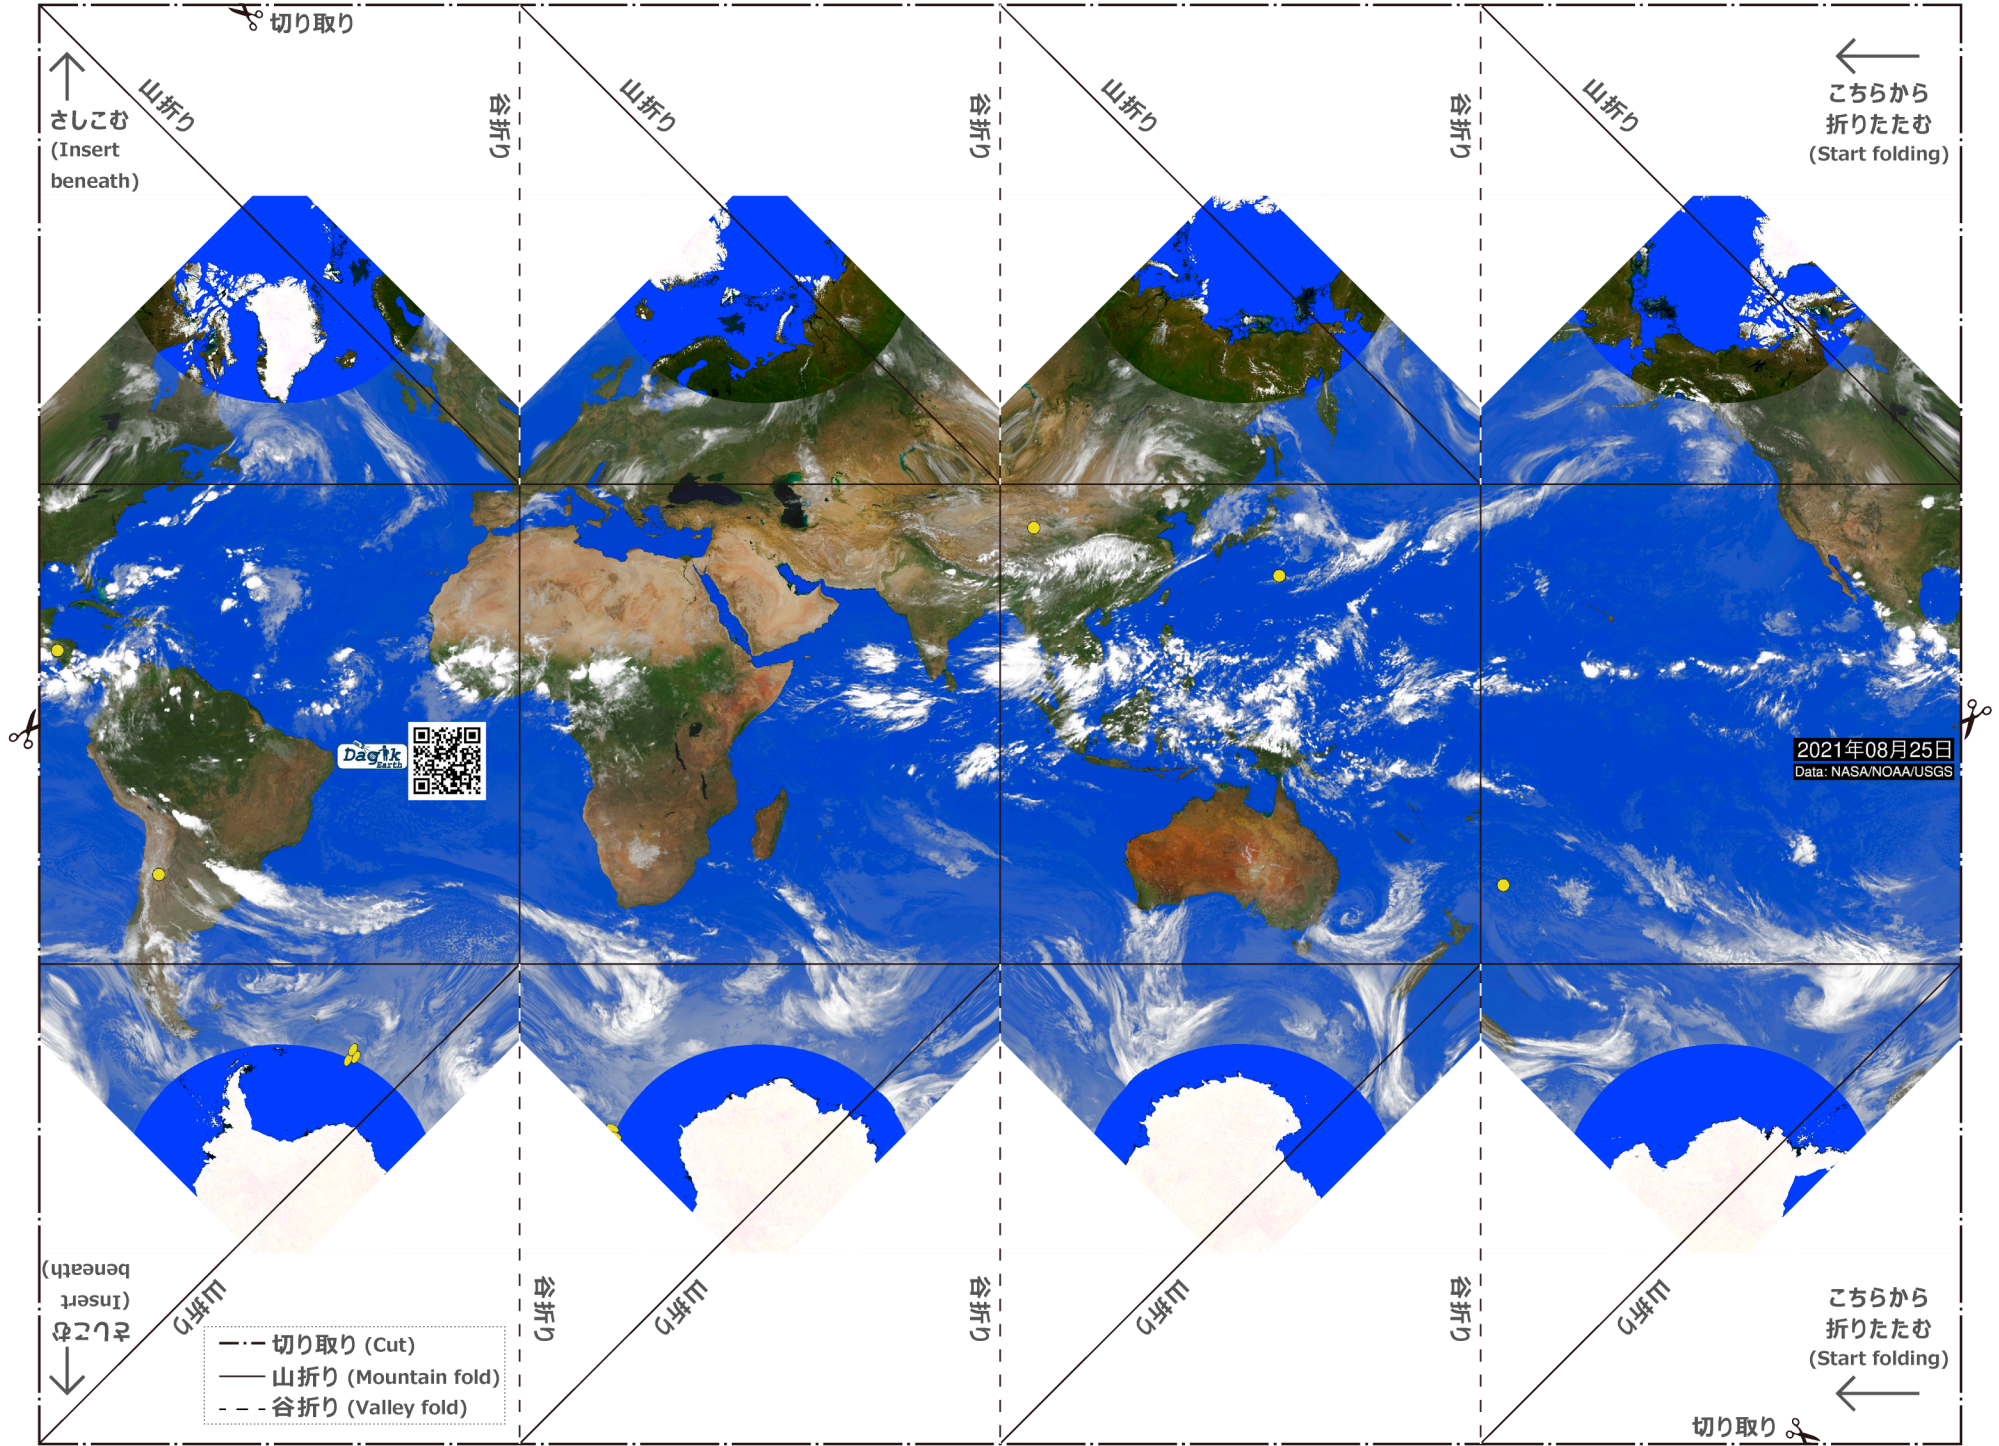 切り取り
さしこむ
(Insert
beneath)
山折り
谷折り
山折り
谷折り
山折り
谷折り
山折り
こちらから
折りたたむ
(Start folding)
Dagik
Earth
2021年08月25日
Data: NASA/NOAA/USGS
さしこむ
(Insert
beneath)
山折り
谷折り
山折り
谷折り
山折り
谷折り
山折り
こちらから
折りたたむ
(Start folding)
切り取り (Cut)
山折り (Mountain fold)
谷折り (Valley fold)
切り取り